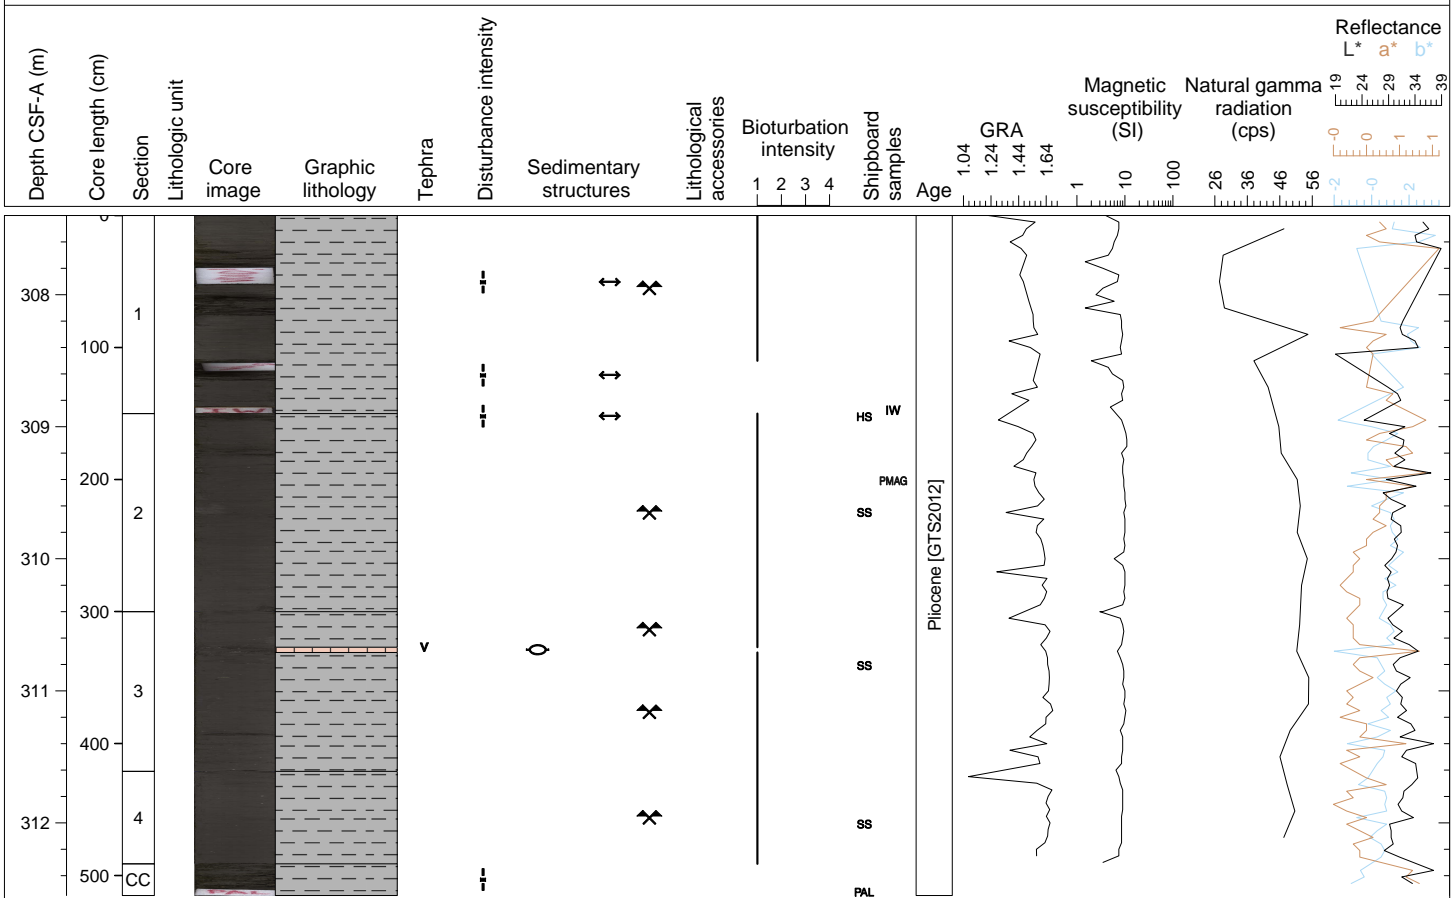 Depth CSF-A (m)
Core length (cm)
Section
Lithologic unit
Core
image
Graphic
lithology
Tephra
Disturbance intensity
Sedimentary
structures
Lithological
accessories
Bioturbation
intensity
1 2 3 4
Shipboard
samples
Age
GRA
1.04 1.24 1.44 1.64
Magnetic
susceptibility
(SI)
1 10 100
Natural gamma
radiation
(cps)
26 36 46 56
Reflectance
L* a* b*
19 24 29 34 39
-0 0 1 1
-2 -0 2
0
308
1
100
IW
HS IW
309
200
PMAG
2
SS
Pliocene [GTS2012]
310
300
V
SS
311
3
400
312
4
SS
500
CC
PAL
PAL